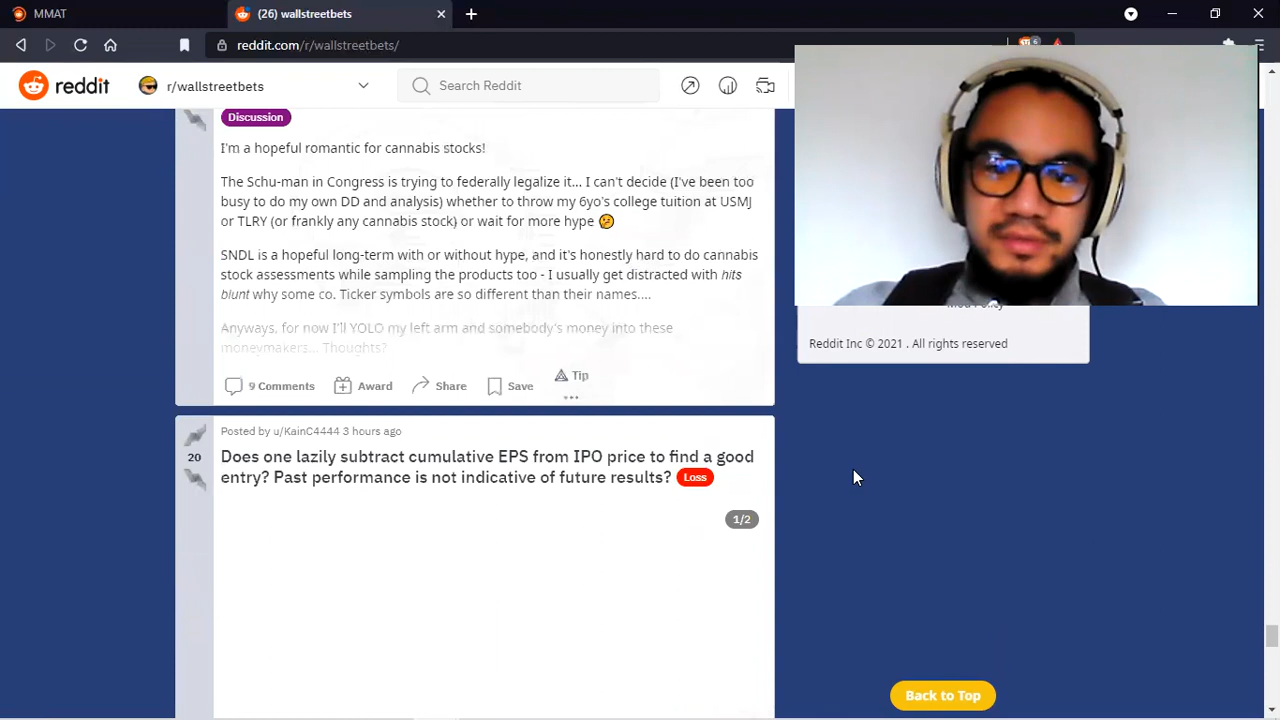 MMAT
(26) wallstreetbets
reddit.com/r/wallstreetbets/
reddit
r/wallstreetbets
Search Reddit
Discussion
I'm a hopeful romantic for cannabis stocks!
The Schu-man in Congress is trying to federally legalize it... I can't decide (I've been too
busy to do my own DD and analysis) whether to throw my 6yo's college tuition at USMJ
or TLRY (or frankly any cannabis stock) or wait for more hype
SNDL is a hopeful long-term with or without hype, and it's honestly hard to do cannabis
stock assessments while sampling the products too - I usually get distracted with hits
blunt why some co. Ticker symbols are so different than their names....
Anyways, for now I'll YOLO my left arm and somebody's money into these
moneymakers... Thoughts?
9 Comments
Award
Share
Save
Tip
Mod Policy
Reddit Inc © 2021 . All rights reserved
Posted by u/KainC4444 3 hours ago
20
Does one lazily subtract cumulative EPS from IPO price to find a good
entry? Past performance is not indicative of future results? Loss
1/2
Back to Top